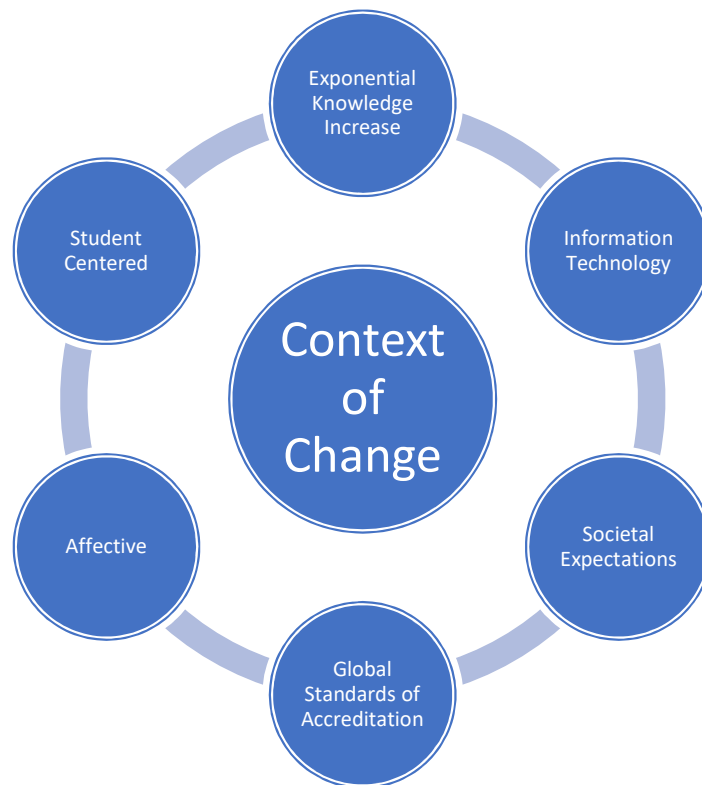 Exponential
Knowledge
Increase
Student
Centered
Information
Technology
Context
of
Change
Affective
Societal
Expectations
Global
Standards of
Accreditation